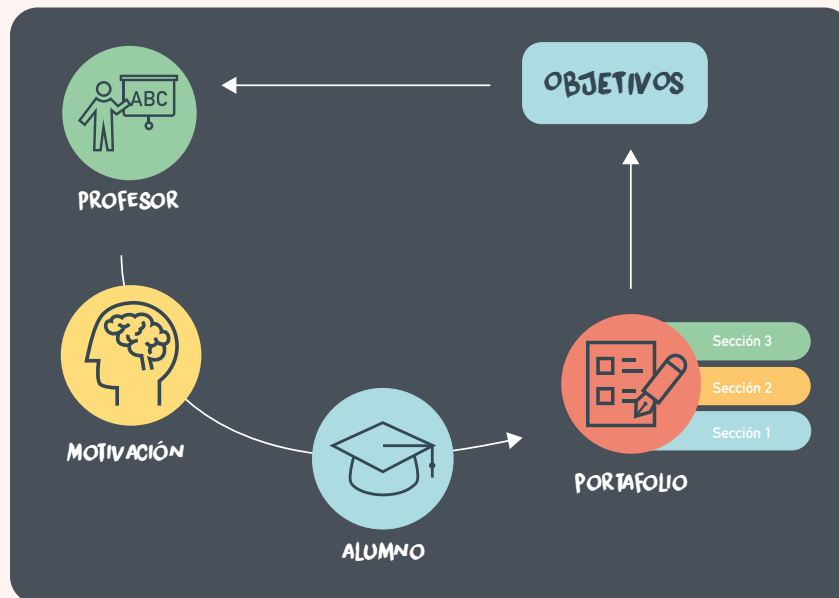 ABC
OBJETIVOS
PROFESOR
Sección 3
Sección 2
Sección 1
MOTIVACIÓN
PORTAFOLIO
ALUMNO